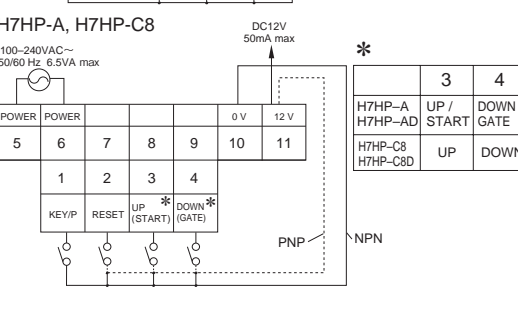 H7HP-A, H7HP-C8
100–240VAC~
50/60 Hz 6.5VA max
DC12V
50mA max
*
3 4
H7HP–A
H7HP–AD
UP /
START
DOWN
GATE
H7HP–C8
H7HP–C8D
UP DOWN
POWER POWER 0 V 12 V
5 6 7 8 9 10 11
1 2 3 4
KEY/P RESET UP * (START) DOWN * (GATE)
PNP NPN